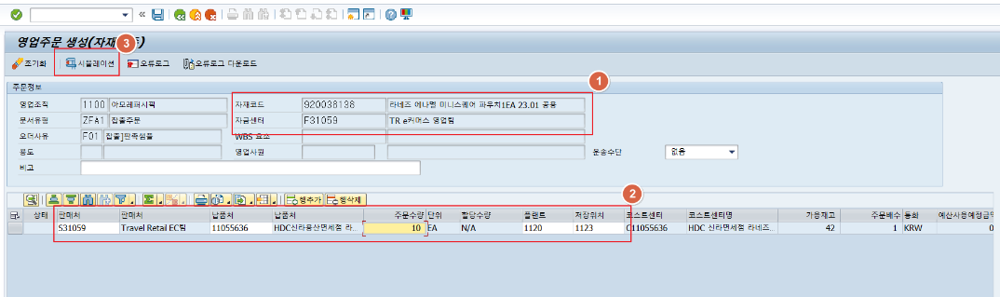 영업주문 생성(자재
3
초기화 시뮬레이션 오류로그 오류로그 다운로드
주문정보
1
영업조직 1100 아모레퍼시픽 자재코드 920038138 라네즈 에나멜 미니스퀘어 파우치1EA 23.01 공용
문서유형 ZFA1 잡출주문 자금센터 F31059 TR e커머스 영업팀
오더사유 F01 잡출]판촉샘플 WBS 요소
용도 영업사원 운송수단 없음
비고
행추가 행삭제
2
상태 판매처 판매처 납품처 납품처 주문수량 단위 할당수량 플랜트 저장위치 코스트센터 코스트센터명 가용재고 주문배수 통화 예산사용예정금액
S31059 Travel Retail EC팀 11055636 HDC신라용산면세점 라... 10 EA N/A 1120 1123 C11055636 HDC 신라면세점 라네즈... 42 1 KRW 0